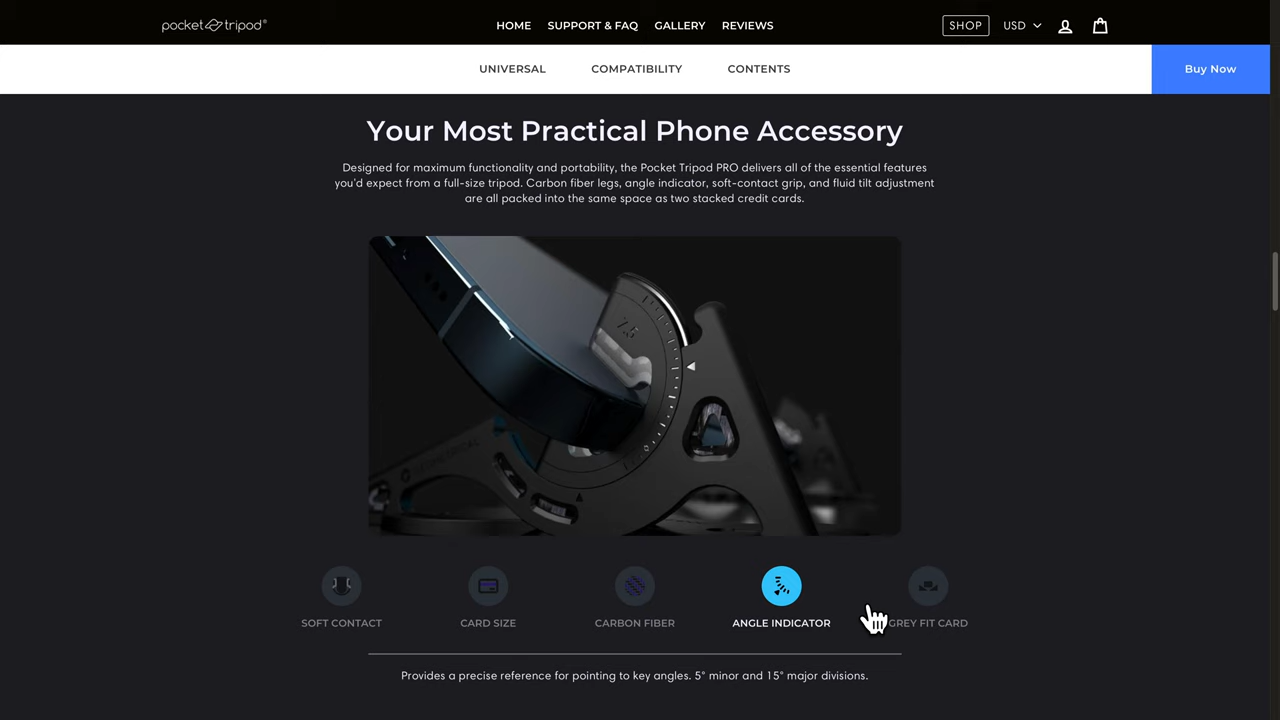 pocket tripod®
HOME SUPPORT & FAQ GALLERY REVIEWS
SHOP USD
UNIVERSAL COMPATIBILITY CONTENTS
Buy Now
Your Most Practical Phone Accessory
Designed for maximum functionality and portability, the Pocket Tripod PRO delivers all of the essential features
you'd expect from a full-size tripod. Carbon fiber legs, angle indicator, soft-contact grip, and fluid tilt adjustment
are all packed into the same space as two stacked credit cards.
7.5
SOFT CONTACT CARD SIZE CARBON FIBER ANGLE INDICATOR GREY FIT CARD
Provides a precise reference for pointing to key angles. 5° minor and 15° major divisions.